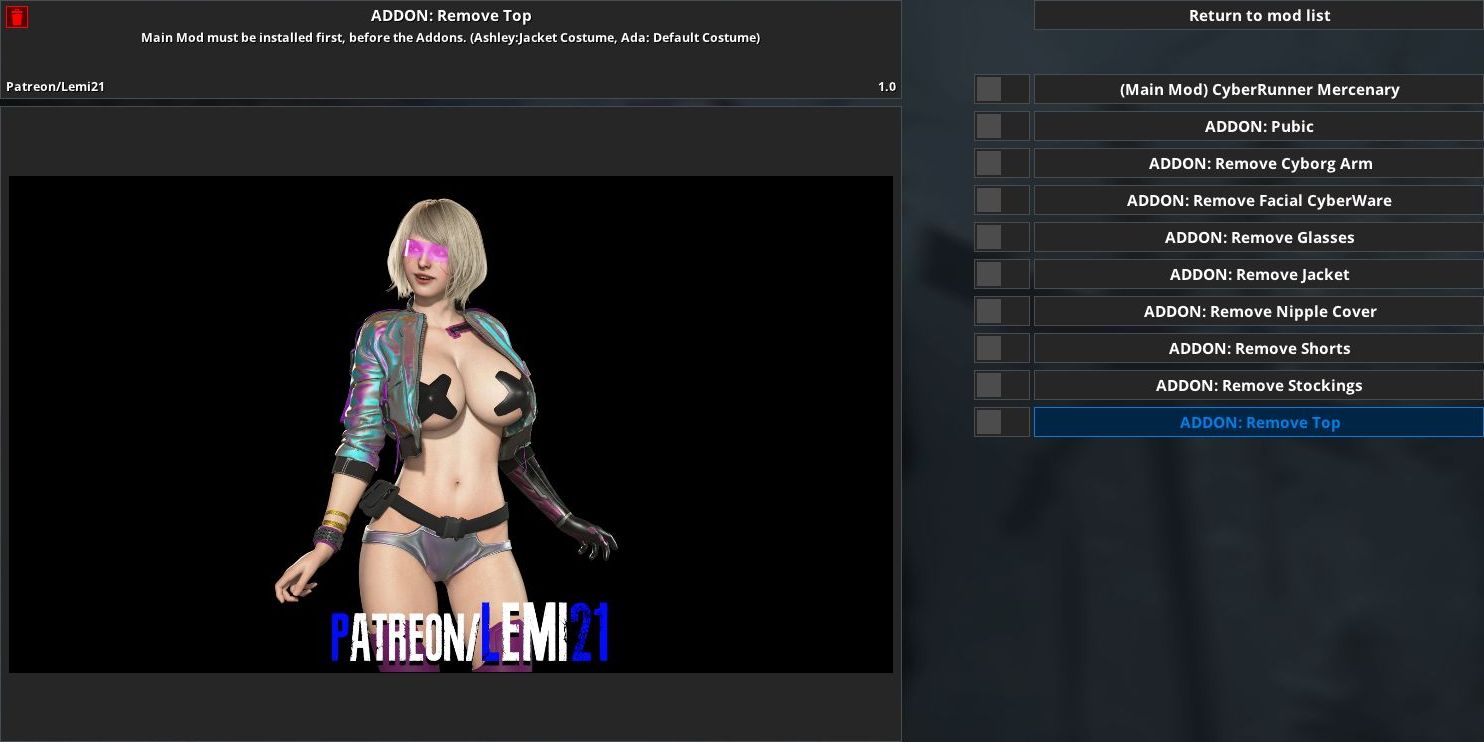 ADDON: Remove Top
Main Mod must be installed first, before the Addons. (Ashley:Jacket Costume, Ada: Default Costume)
Patreon/Lemi21
1.0
PATREON/LEMI21
Return to mod list
(Main Mod) CyberRunner Mercenary
ADDON: Pubic
ADDON: Remove Cyborg Arm
ADDON: Remove Facial CyberWare
ADDON: Remove Glasses
ADDON: Remove Jacket
ADDON: Remove Nipple Cover
ADDON: Remove Shorts
ADDON: Remove Stockings
ADDON: Remove Top